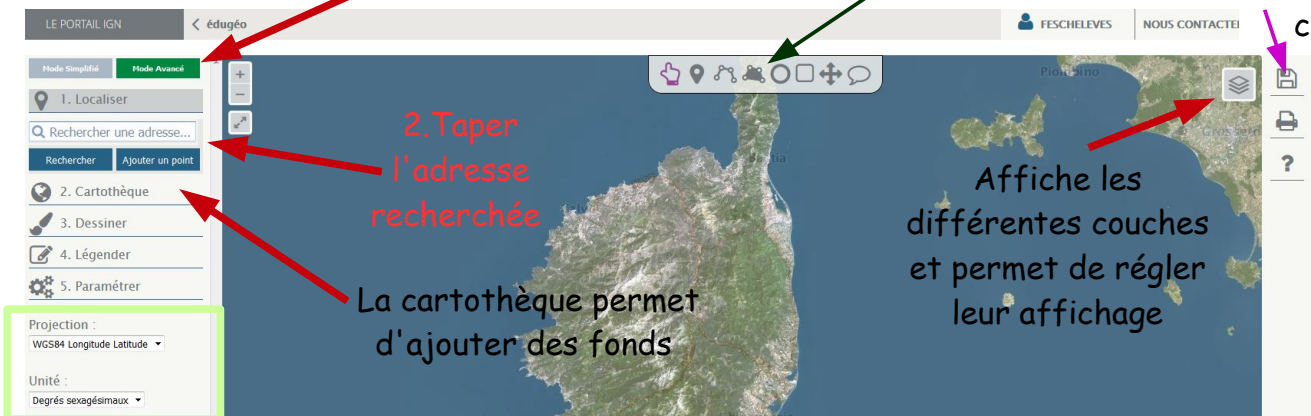 LE PORTAIL IGN
< édugéo
FESCHELEVES
NOUS CONTACTE
c
Mode Simplifié
Mode Avancé
1. Localiser
Rechercher une adresse...
Rechercher
Ajouter un point
2. Cartothèque
3. Dessiner
4. Légender
5. Paramétrer
Projection :
WGS84 Longitude Latitude
Unité :
Degrés sexagésimaux
+
−
2.Taper
l'adresse
recherchée
La cartothèque permet
d'ajouter des fonds
Affiche les
différentes couches
et permet de régler
leur affichage
?